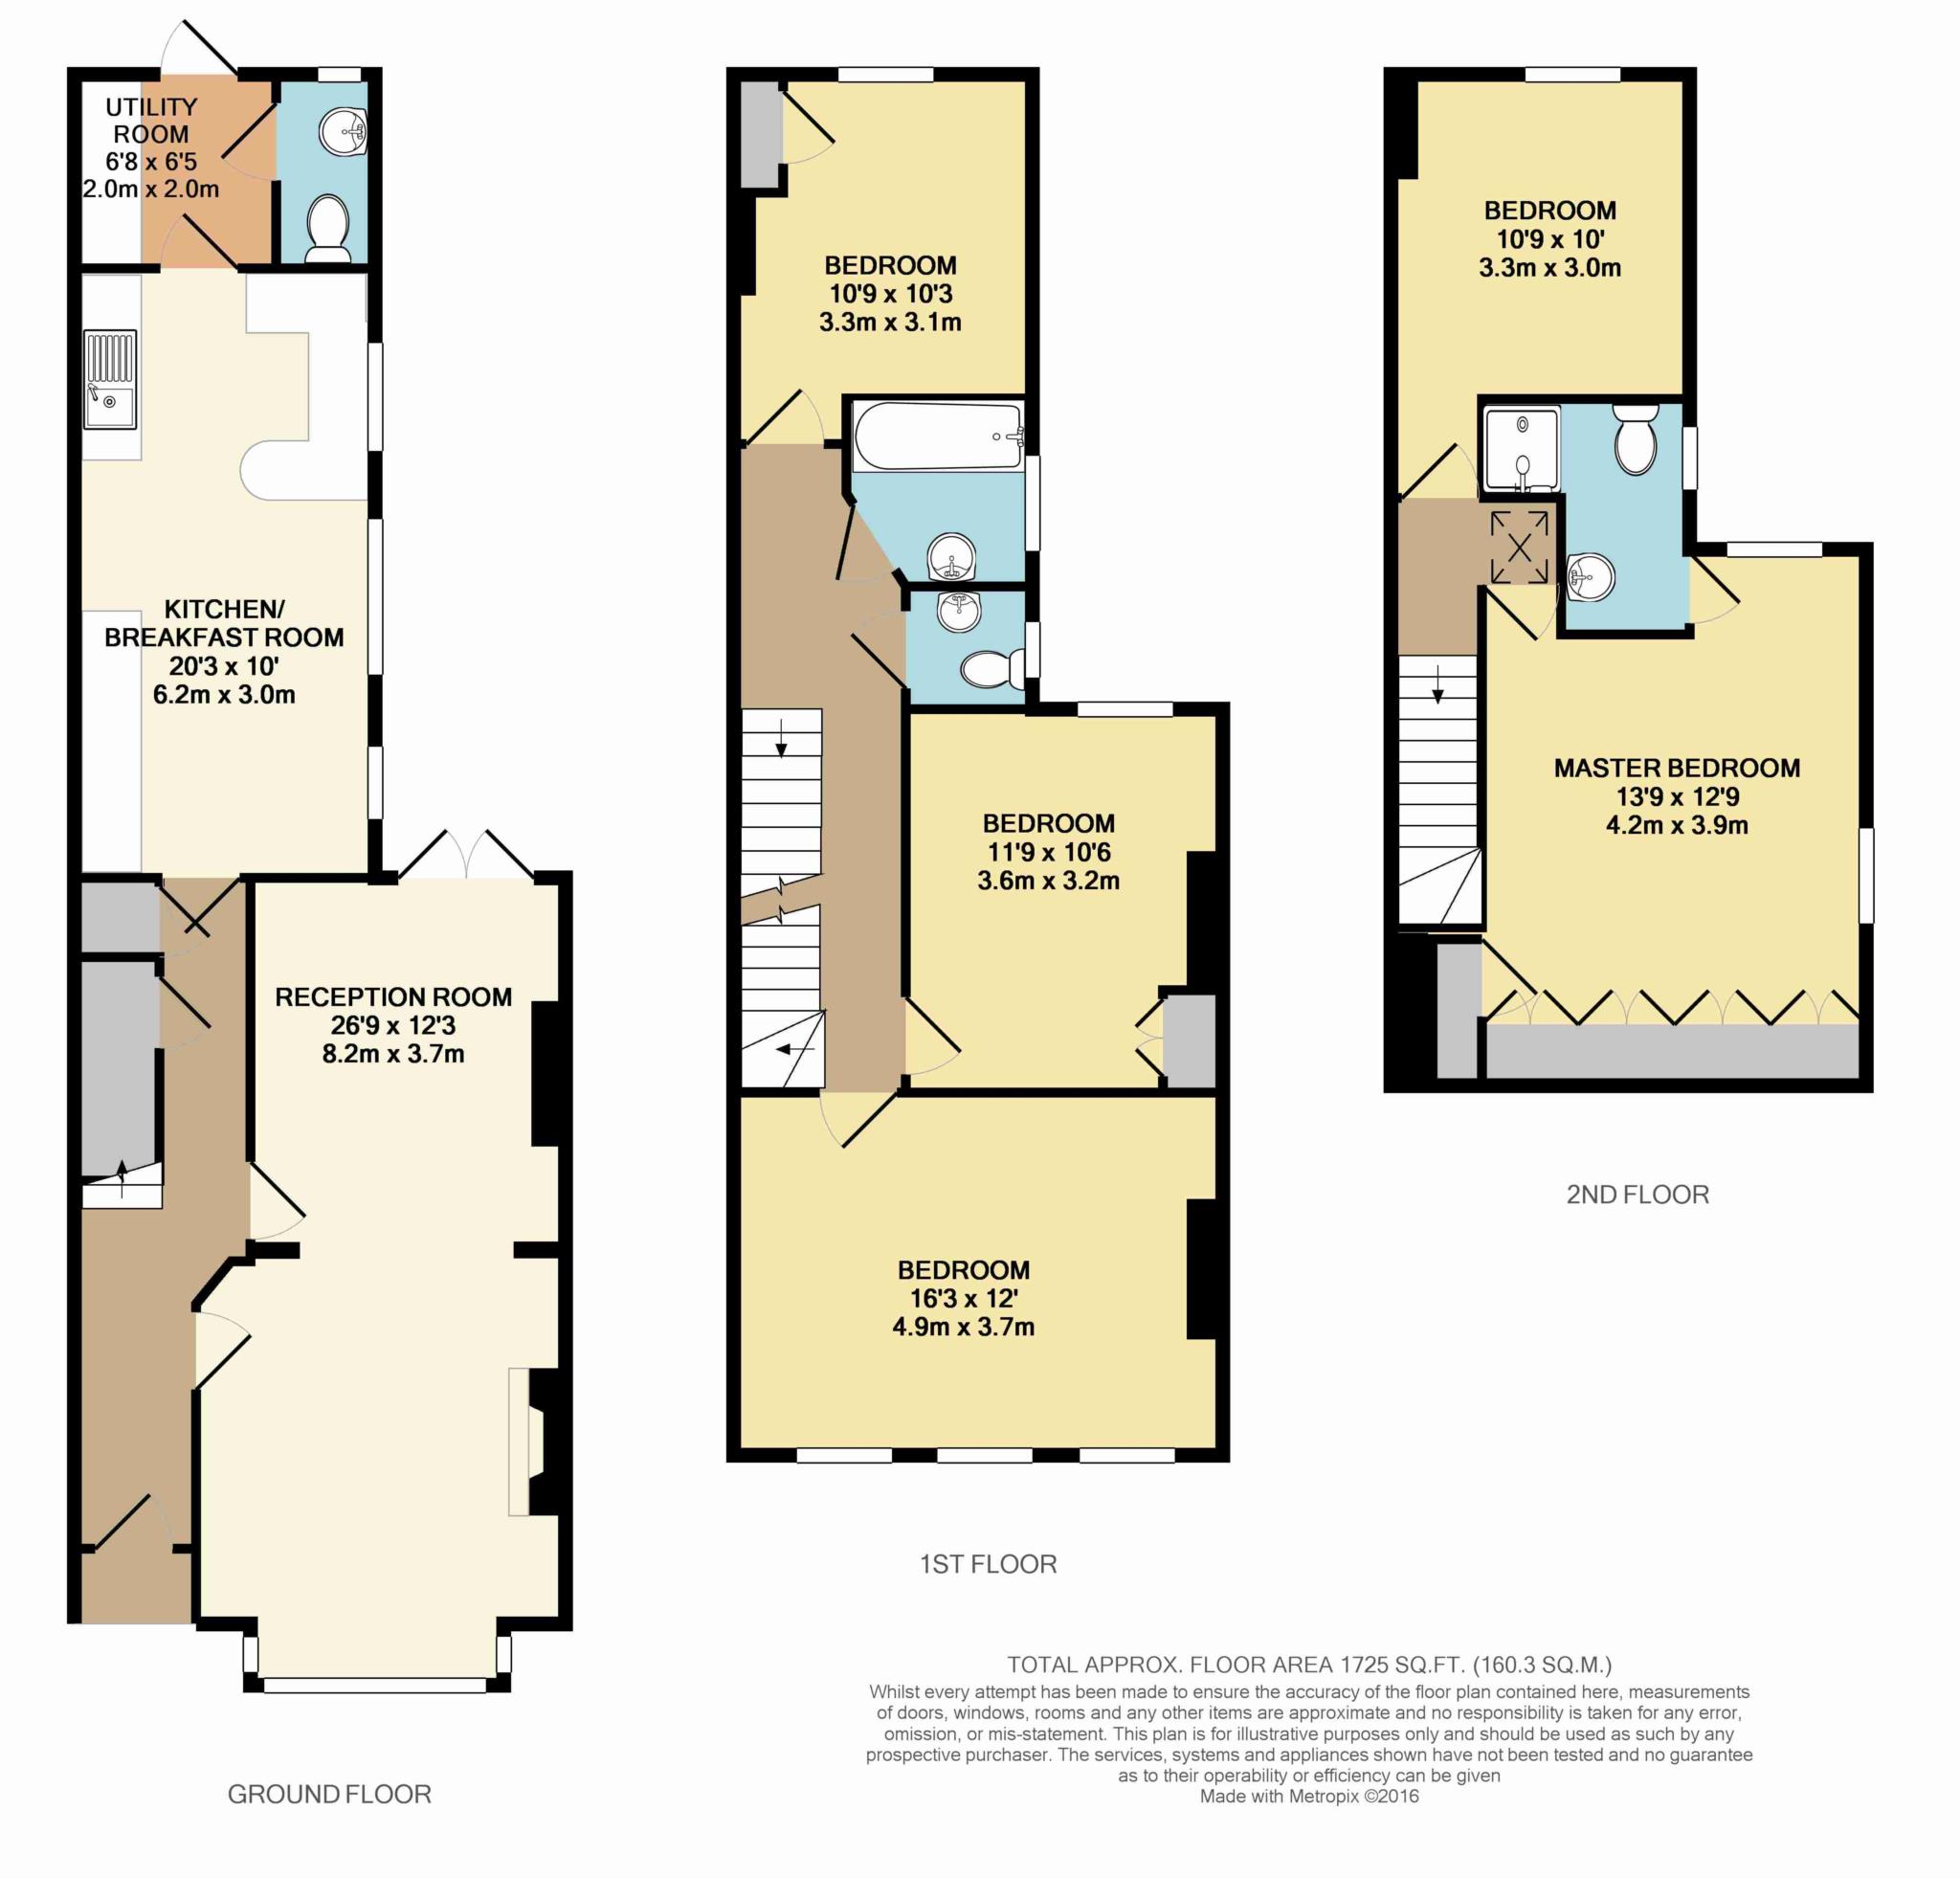 UTILITY
ROOM
6'8 x 6'5
2.0m x 2.0m
KITCHEN/
BREAKFAST ROOM
20'3 x 10'
6.2m x 3.0m
RECEPTION ROOM
26'9 x 12'3
8.2m x 3.7m
GROUND FLOOR
BEDROOM
10'9 x 10'3
3.3m x 3.1m
BEDROOM
11'9 x 10'6
3.6m x 3.2m
BEDROOM
16'3 x 12'
4.9m x 3.7m
1ST FLOOR
BEDROOM
10'9 x 10'
3.3m x 3.0m
MASTER BEDROOM
13'9 x 12'9
4.2m x 3.9m
2ND FLOOR
TOTAL APPROX. FLOOR AREA 1725 SQ.FT. (160.3 SQ.M.)
Whilst every attempt has been made to ensure the accuracy of the floor plan contained here, measurements
of doors, windows, rooms and any other items are approximate and no responsibility is taken for any error,
omission, or mis-statement. This plan is for illustrative purposes only and should be used as such by any
prospective purchaser. The services, systems and appliances shown have not been tested and no guarantee
as to their operability or efficiency can be given
Made with Metropix ©2016